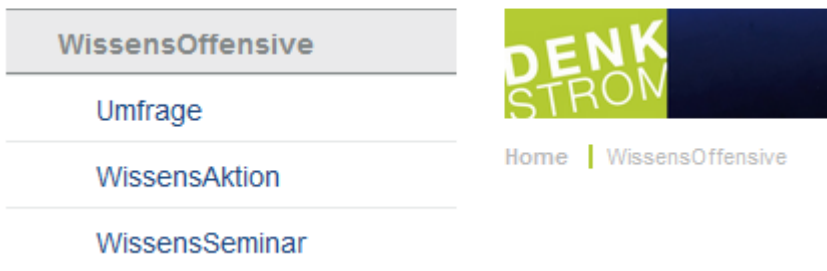 WissensOffensive
Umfrage
WissensAktion
WissensSeminar
DENK
STROM
Home | WissensOffensive